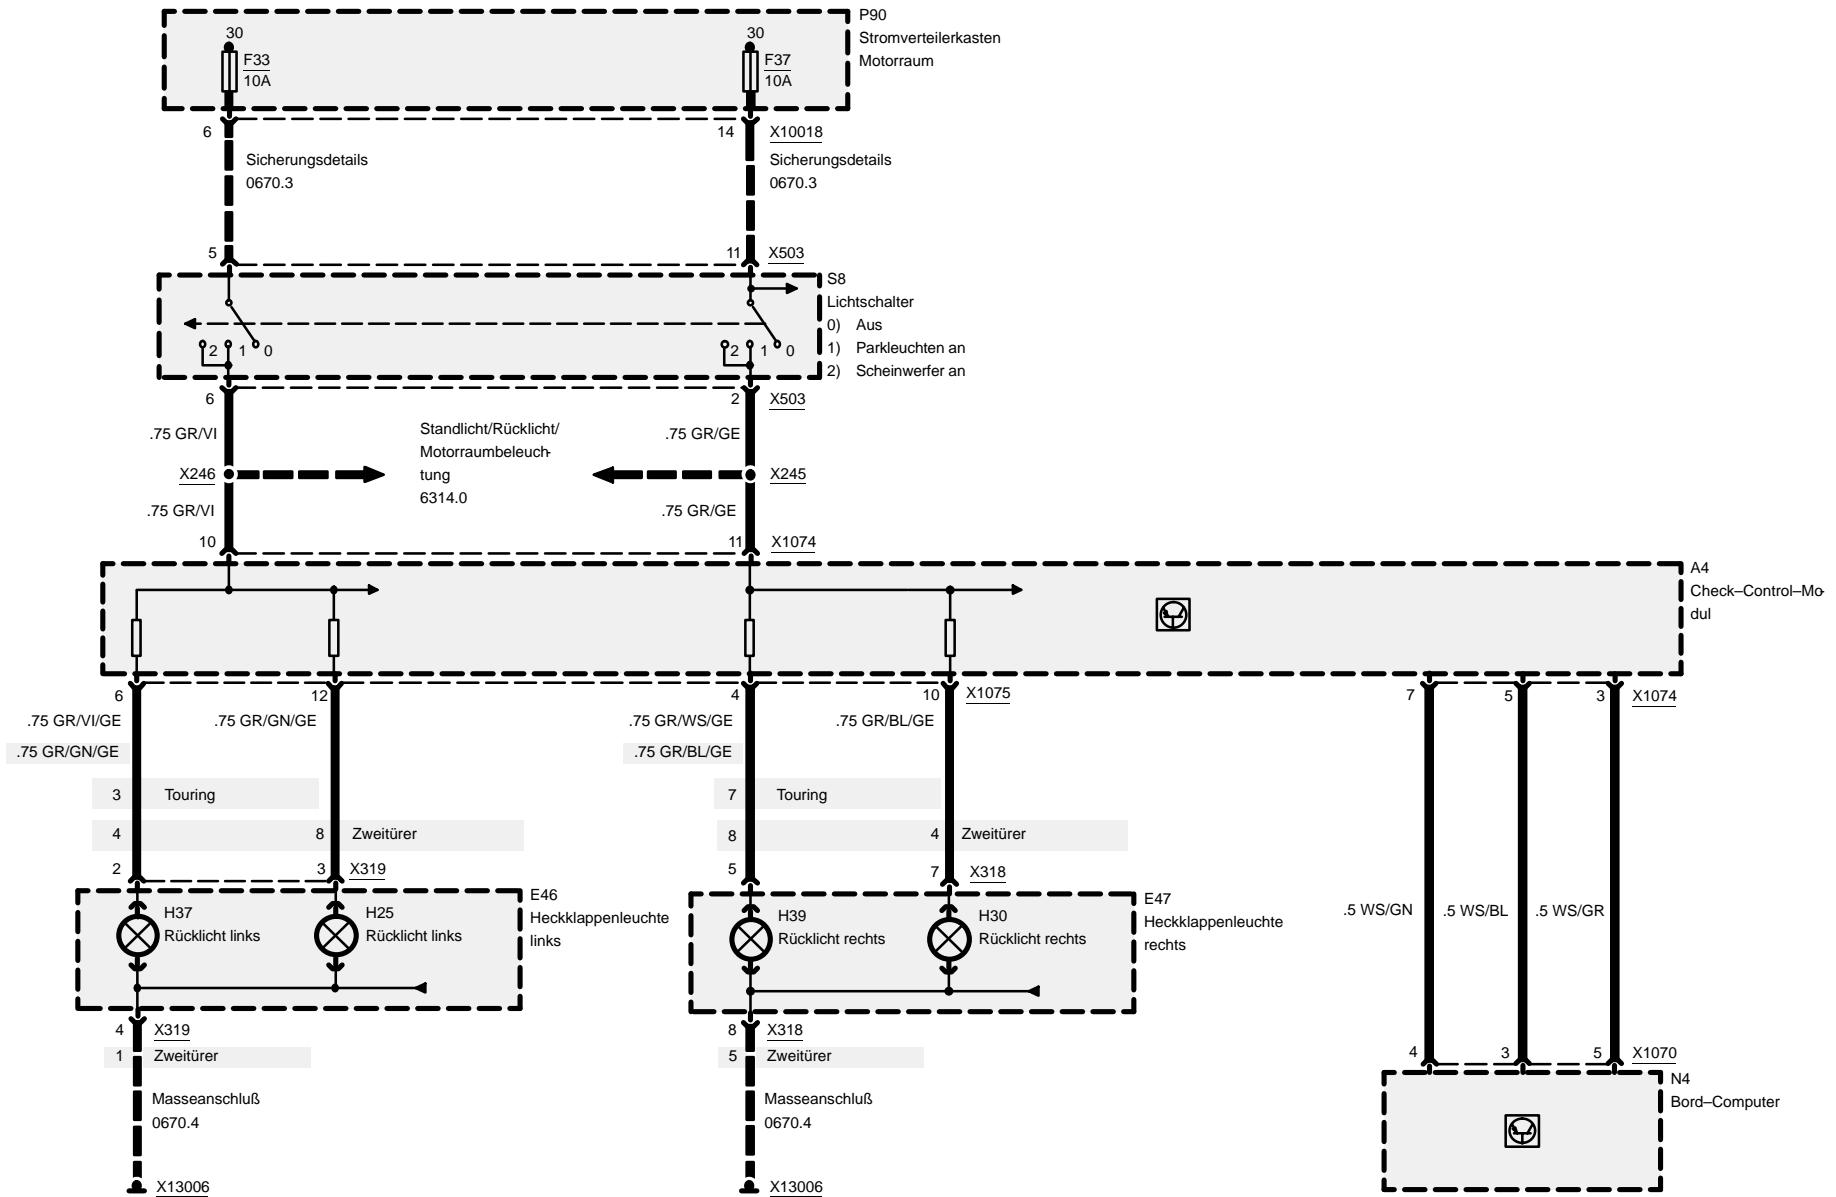 P90
Stromverteilerkasten
Motorraum
30
F33
10A
30
F37
10A
6
14
X10018
Sicherungsdetails
0670.3
Sicherungsdetails
0670.3
5
11
X503
S8
Lichtschalter
0) Aus
1) Parkleuchten an
2) Scheinwerfer an
2 1 0
2 1 0
6
2
X503
.75 GR/VI
Standlicht/Rücklicht/
Motorraumbeleuch-
tung
6314.0
.75 GR/GE
X246
X245
.75 GR/VI
.75 GR/GE
10
11
X1074
A4
Check–Control–Mo-
dul
6
12
4
10
X1075
7
5
3
X1074
.75 GR/VI/GE
.75 GR/GN/GE
.75 GR/WS/GE
.75 GR/BL/GE
.75 GR/GN/GE
.75 GR/BL/GE
3 Touring
7 Touring
4
8 Zweitürer
8
4 Zweitürer
2
3
X319
5
7
X318
E46
Heckklappenleuchte
links
H37
Rücklicht links
H25
Rücklicht links
E47
Heckklappenleuchte
rechts
H39
Rücklicht rechts
H30
Rücklicht rechts
.5 WS/GN
.5 WS/BL
.5 WS/GR
4
X319
1 Zweitürer
8
X318
5 Zweitürer
4
3
5
X1070
N4
Bord–Computer
Masseanschluß
0670.4
Masseanschluß
0670.4
X13006
X13006